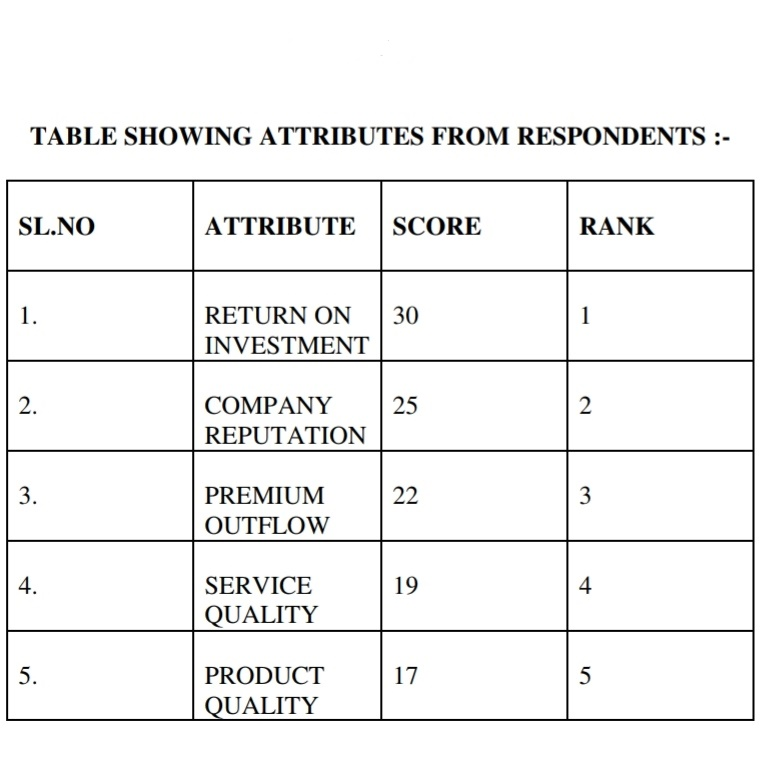 TABLE SHOWING ATTRIBUTES FROM RESPONDENTS :-
SL.NO ATTRIBUTE SCORE RANK
1. RETURN ON 30 1
INVESTMENT
2. COMPANY 25 2
REPUTATION
3. PREMIUM 22 3
OUTFLOW
4. SERVICE 19 4
QUALITY
5. PRODUCT 17 5
QUALITY